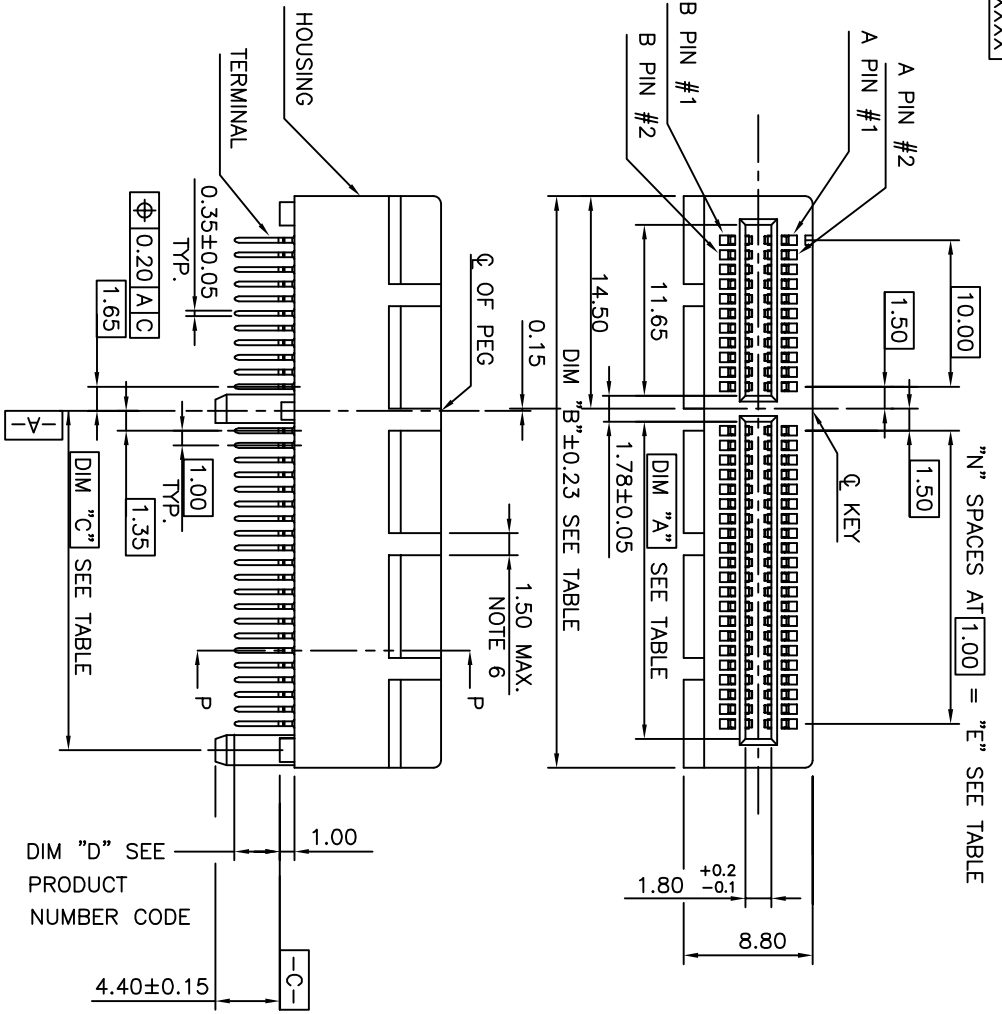 XXXX
A PIN #2
A PIN #1
B PIN #1
B PIN #2
10.00
1.50
1.50
"N" SPACES AT 1.00 = "E" SEE TABLE
℄ KEY
11.65
14.50
1.78±0.05
DIM "A" SEE TABLE
DIM "B"±0.23 SEE TABLE
0.15
1.80 +0.2 -0.1
8.80
HOUSING
TERMINAL
℄ OF PEG
0.35±0.05
TYP.
⌖ 0.20 A C
1.65
-A-
1.00
TYP.
1.35
DIM "C" SEE TABLE
1.50 MAX.
NOTE 6
P
P
1.00
DIM "D" SEE
PRODUCT
NUMBER CODE
-C-
4.40±0.15